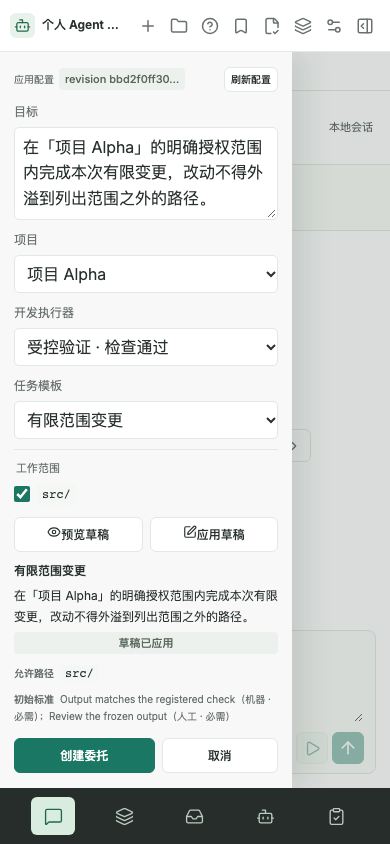 个人 Agent ...
应用配置 revision bbd2f0ff30... 刷新配置
目标
在「项目 Alpha」的明确授权范围
内完成本次有限变更，改动不得外
溢到列出范围之外的路径。
本地会话
项目
项目 Alpha
开发执行器
受控验证 · 检查通过
任务模板
有限范围变更
工作范围
src/
预览草稿 应用草稿
有限范围变更
在「项目 Alpha」的明确授权范围内完成本次有限
变更，改动不得外溢到列出范围之外的路径。
草稿已应用
允许路径 src/
初始标准 Output matches the registered check（机器 ·
必需）；Review the frozen output（人工 · 必需）
创建委托 取消